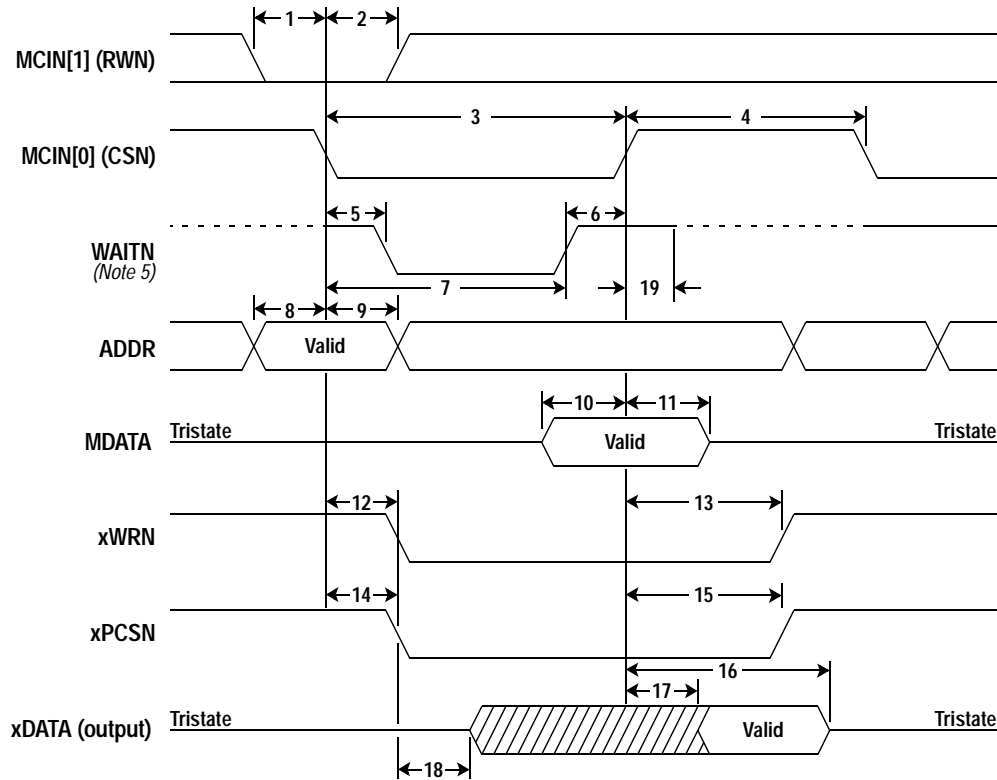 1 2
MCIN[1] (RWN)
3 4
MCIN[0] (CSN)
5 6
WAITN
(Note 5)
7 19
8 9
ADDR
Valid
10 11
MDATA
Tristate
Valid
Tristate
12 13
xWRN
14 15
xPCSN
16
17
xDATA (output)
Tristate
Valid
Tristate
18